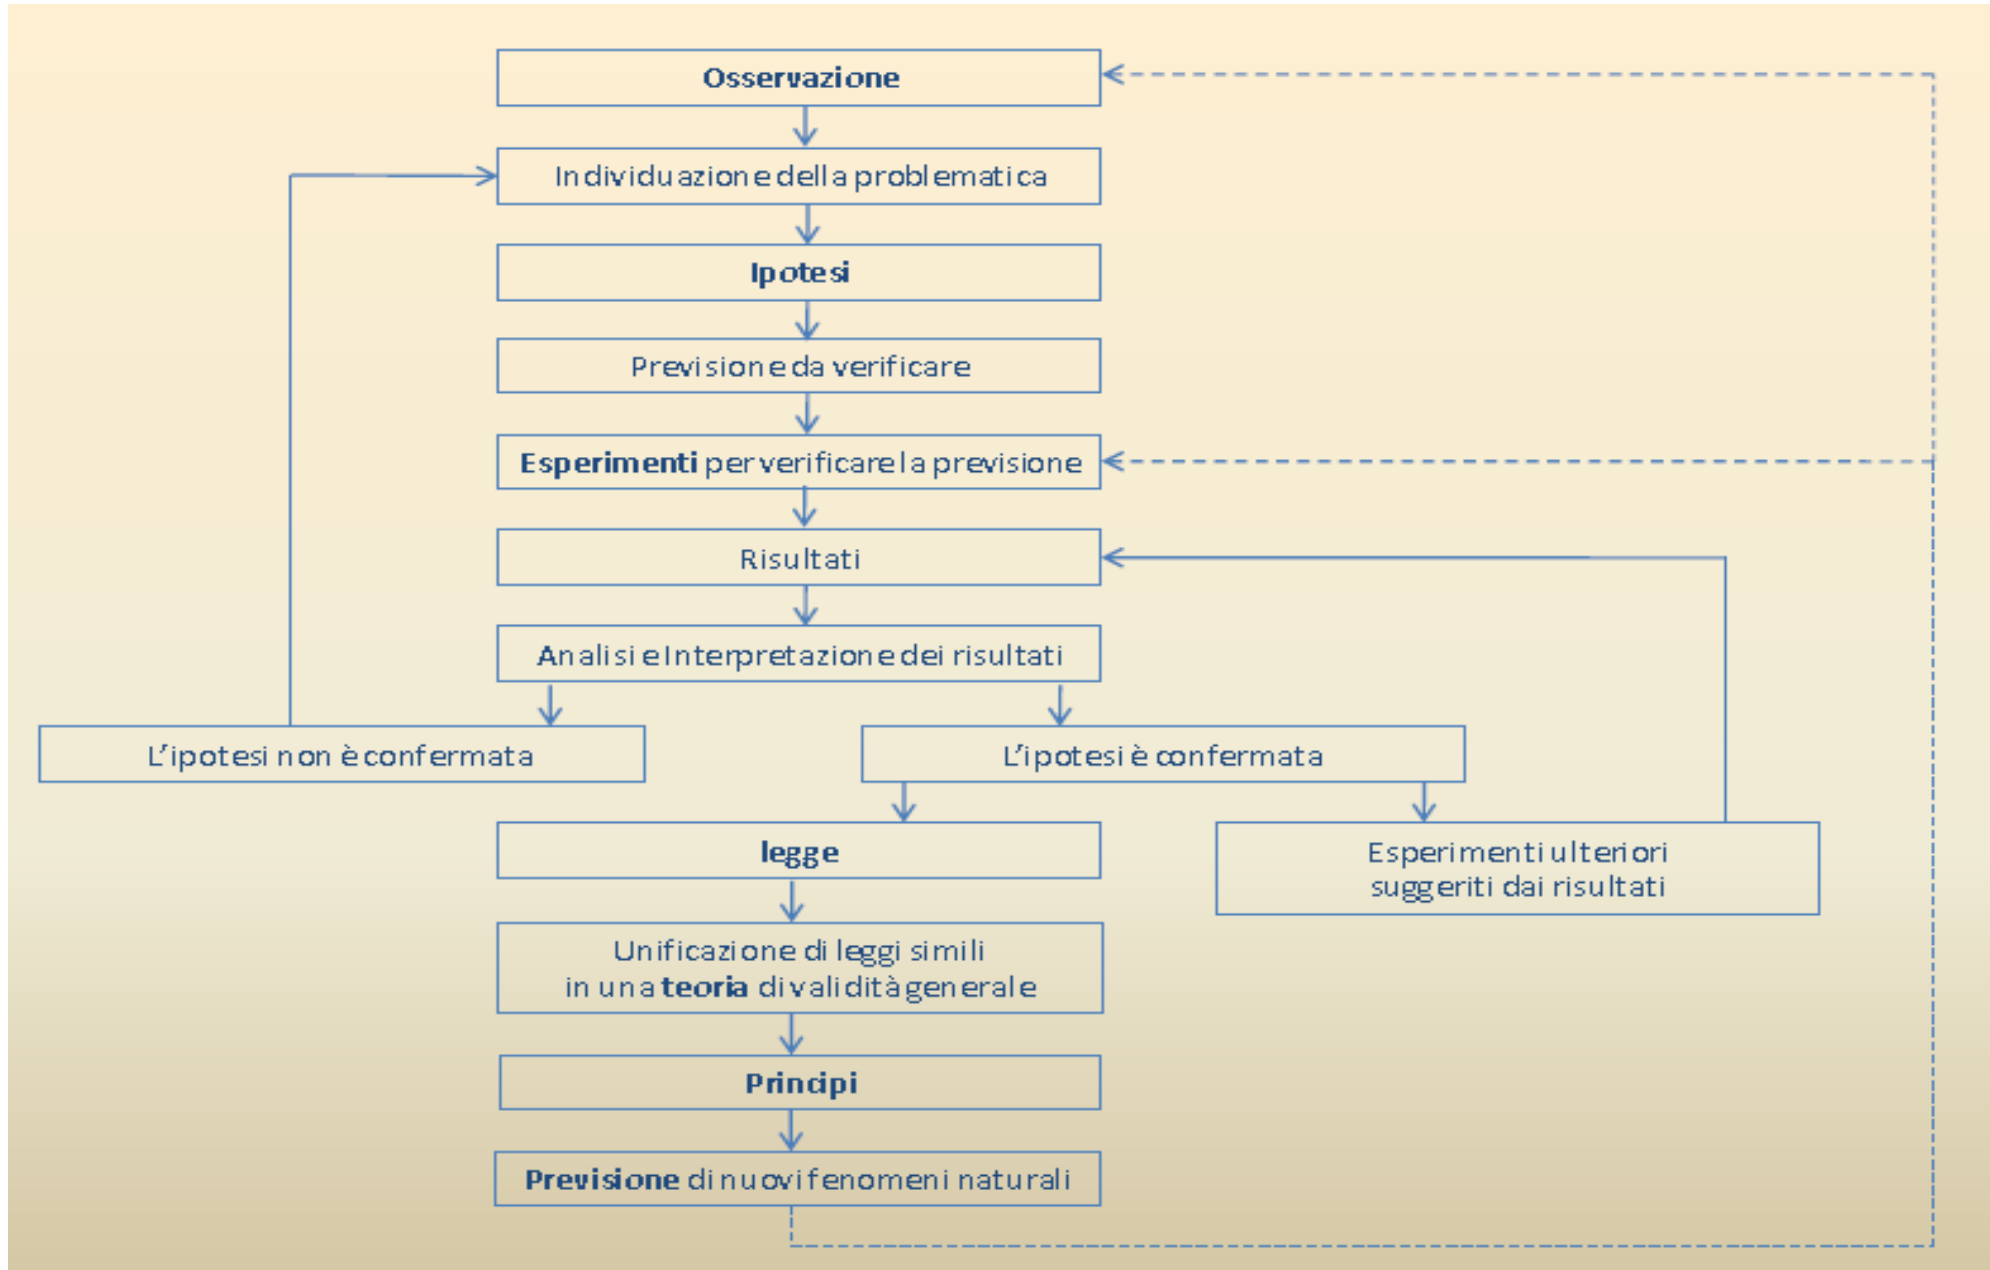 Osservazione
Individuazione della problematica
Ipotesi
Previsione da verificare
Esperimenti per verificare la previsione
Risultati
Analisi e Interpretazione dei risultati
L'ipotesi non è confermata
L'ipotesi è confermata
legge
Esperimenti ulteriori
suggeriti dai risultati
Unificazione di leggi simili
in una teoria di validità generale
Principi
Previsione di nuovi fenomeni naturali